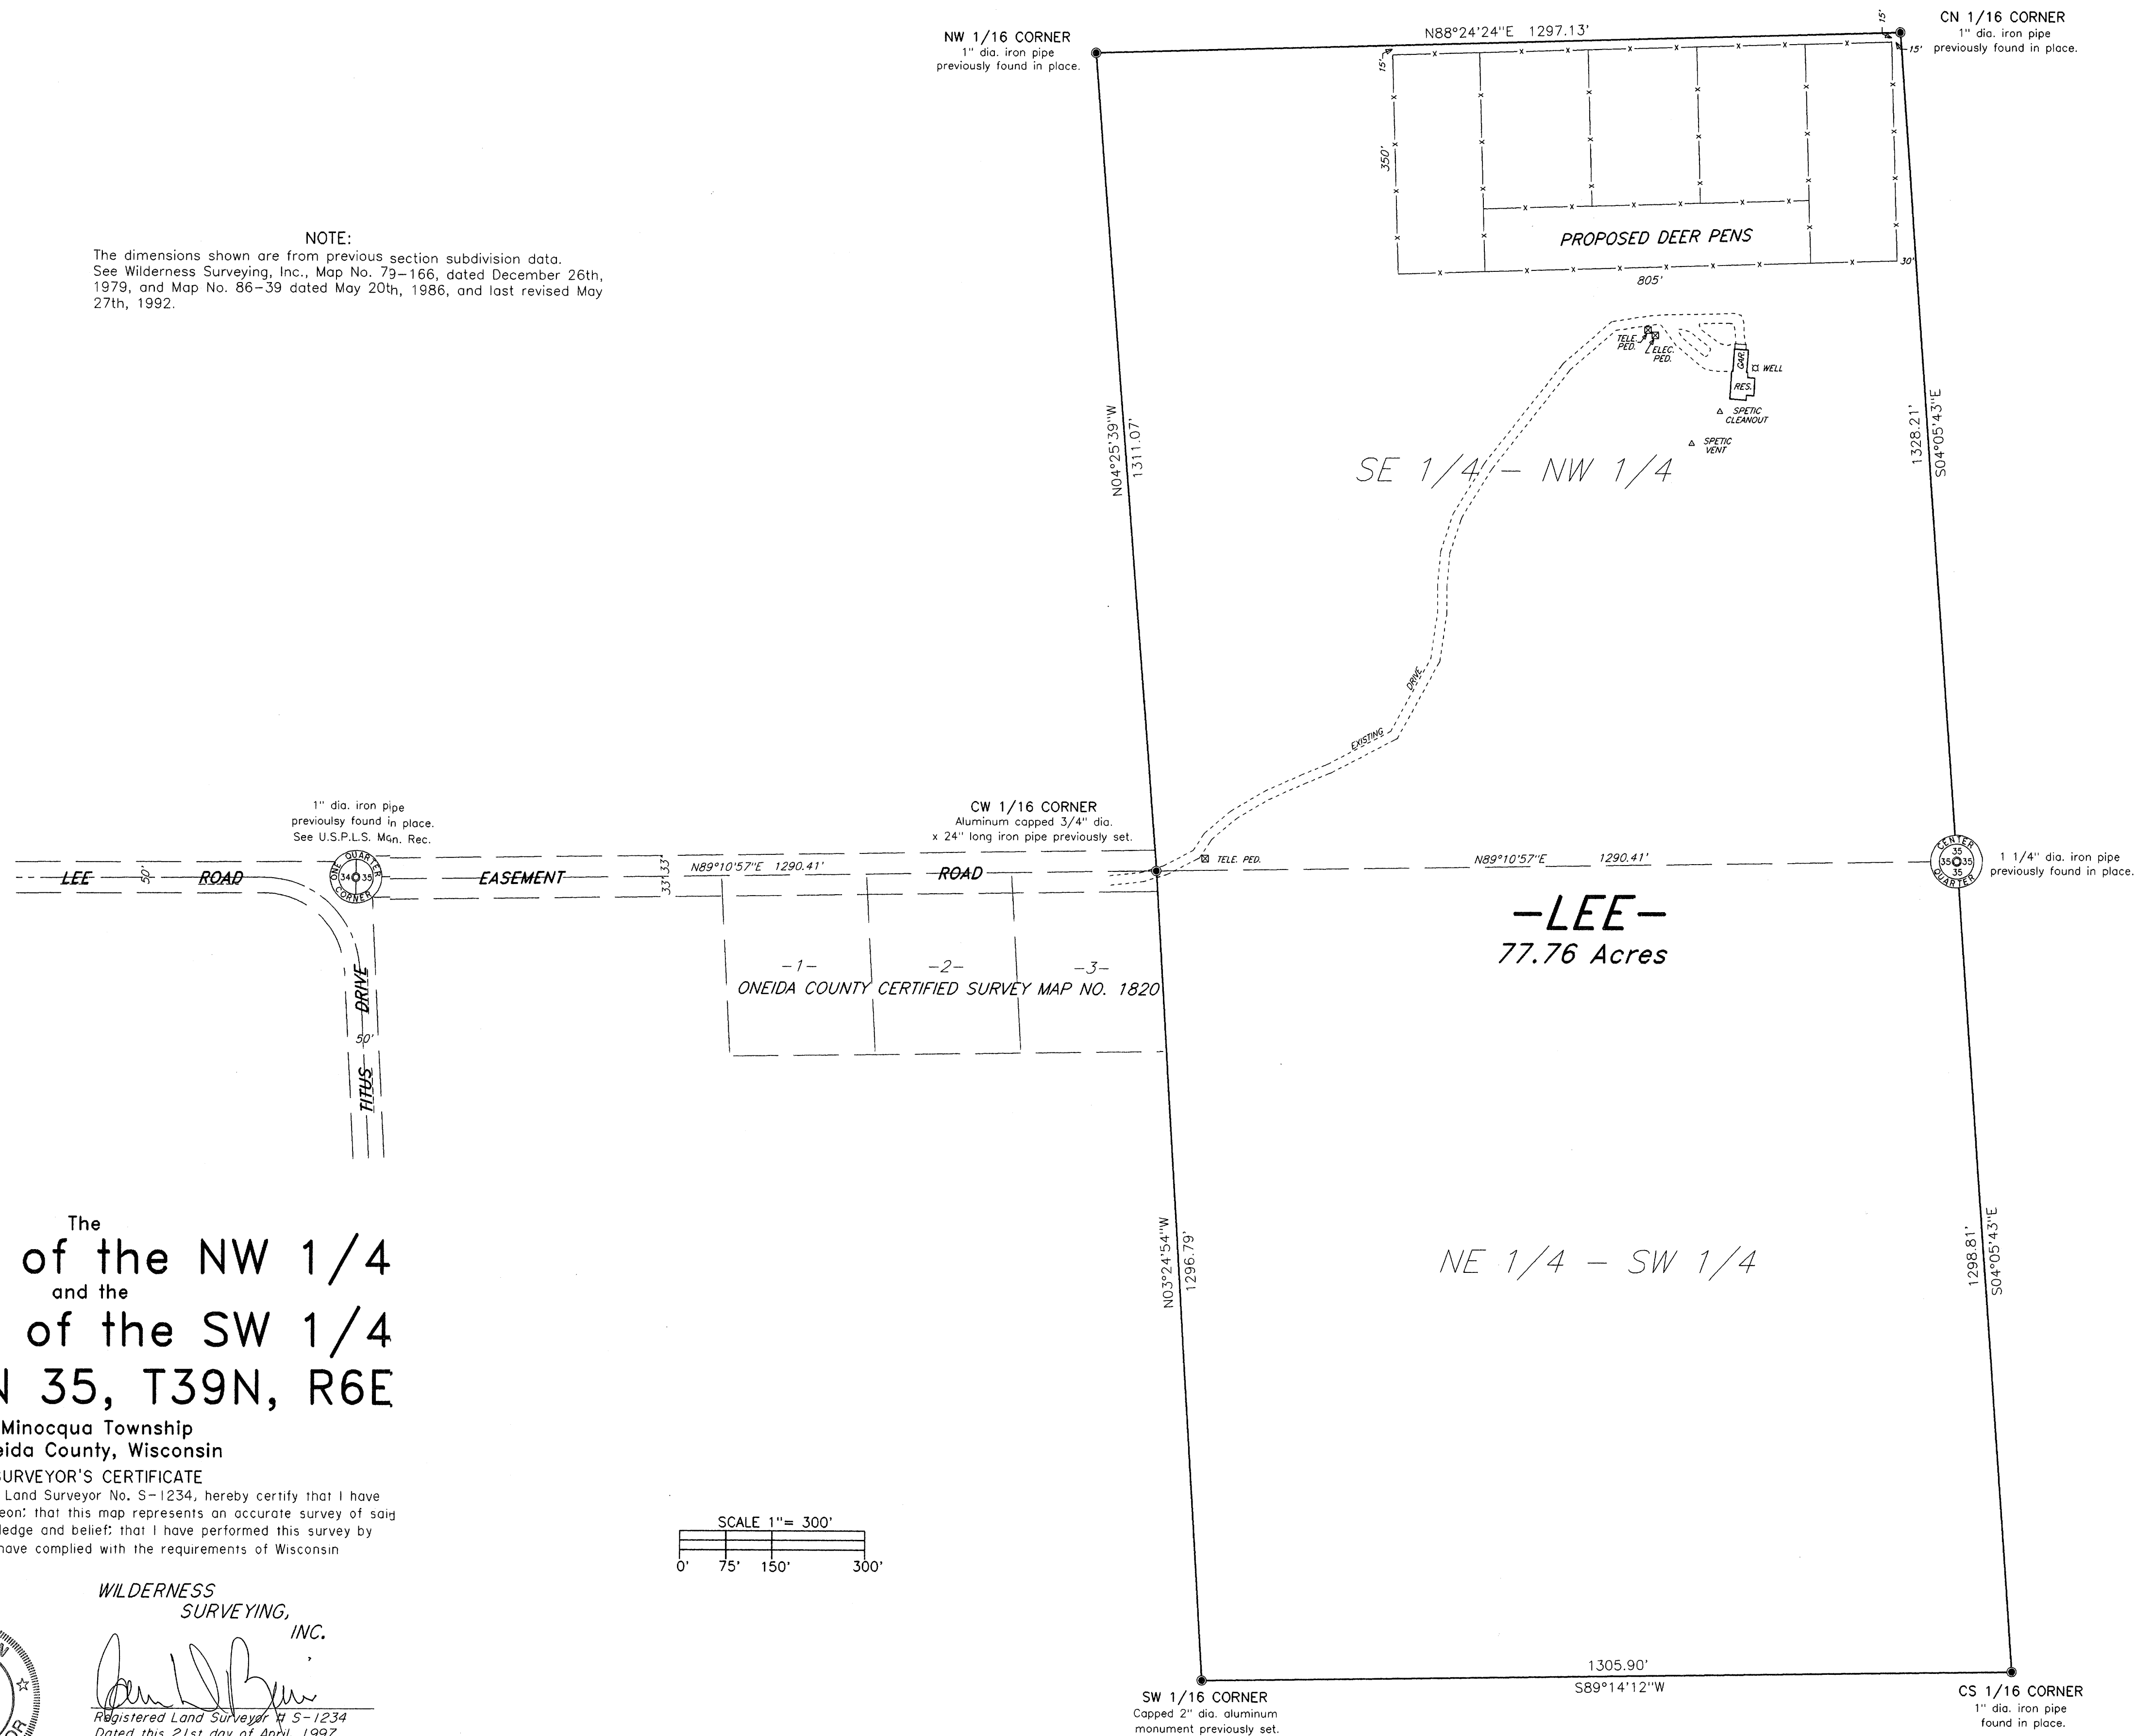 NW 1/16 CORNER
1" dia. iron pipe
previously found in place.
N88°24'24"E 1297.13'
15'
CN 1/16 CORNER
1" dia. iron pipe
previously found in place.
15'
15'
350'
PROPOSED DEER PENS
30'
805'
NOTE:
The dimensions shown are from previous section subdivision data.
See Wilderness Surveying, Inc., Map No. 79-166, dated December 26th,
1979, and Map No. 86-39 dated May 20th, 1986, and last revised May
27th, 1992.
TELE.
PED.
ELEC.
PED.
GAR.
RES.
WELL
SPETIC
CLEANOUT
SPETIC
VENT
N04°25'39"W
1311.07'
1328.21'
S04°05'43"E
SE 1/4 - NW 1/4
EXISTING DRIVE
1" dia. iron pipe
previoulsy found in place.
See U.S.P.L.S. Mgn. Rec.
CW 1/16 CORNER
Aluminum capped 3/4" dia.
x 24" long iron pipe previously set.
LEE 50' ROAD
ONE QUARTER
34 35
CORNER
EASEMENT
33' 33'
N89°10'57"E 1290.41'
ROAD
TELE. PED.
N89°10'57"E 1290.41'
CENTER
35
35 35
35
QUARTER
1 1/4" dia. iron pipe
previously found in place.
-LEE-
77.76 Acres
-1- -2- -3-
ONEIDA COUNTY CERTIFIED SURVEY MAP NO. 1820
TITUS 50' DRIVE
N03°24'54"W
1296.79'
1298.81'
S04°05'43"E
NE 1/4 - SW 1/4
The
of the NW 1/4
and the
of the SW 1/4
N 35, T39N, R6E
Minocqua Township
eida County, Wisconsin
SURVEYOR'S CERTIFICATE
Land Surveyor No. S-1234, hereby certify that I have
eon; that this map represents an accurate survey of said
ledge and belief; that I have performed this survey by
have complied with the requirements of Wisconsin
SCALE 1"= 300'
0' 75' 150' 300'
WILDERNESS
SURVEYING,
INC.
Registered Land Surveyor # S-1234
Dated this 21st day of April, 1997
1305.90'
S89°14'12"W
SW 1/16 CORNER
Capped 2" dia. aluminum
monument previously set.
CS 1/16 CORNER
1" dia. iron pipe
found in place.